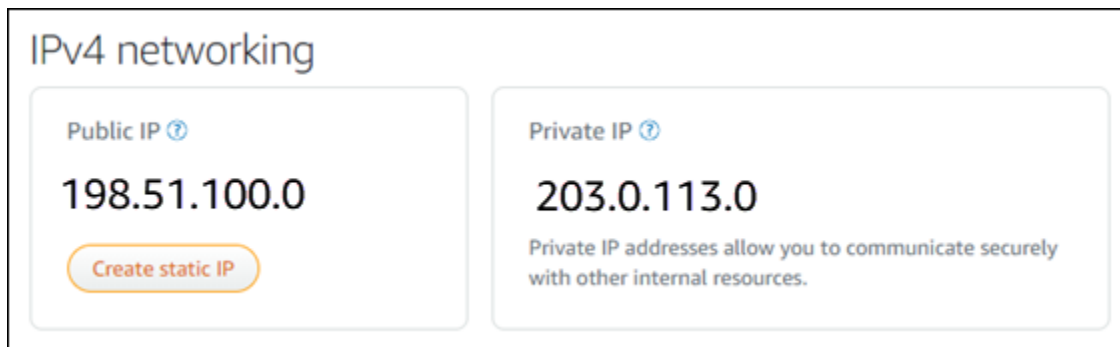 IPv4 networking
Public IP
198.51.100.0
Create static IP
Private IP
203.0.113.0
Private IP addresses allow you to communicate securely
with other internal resources.